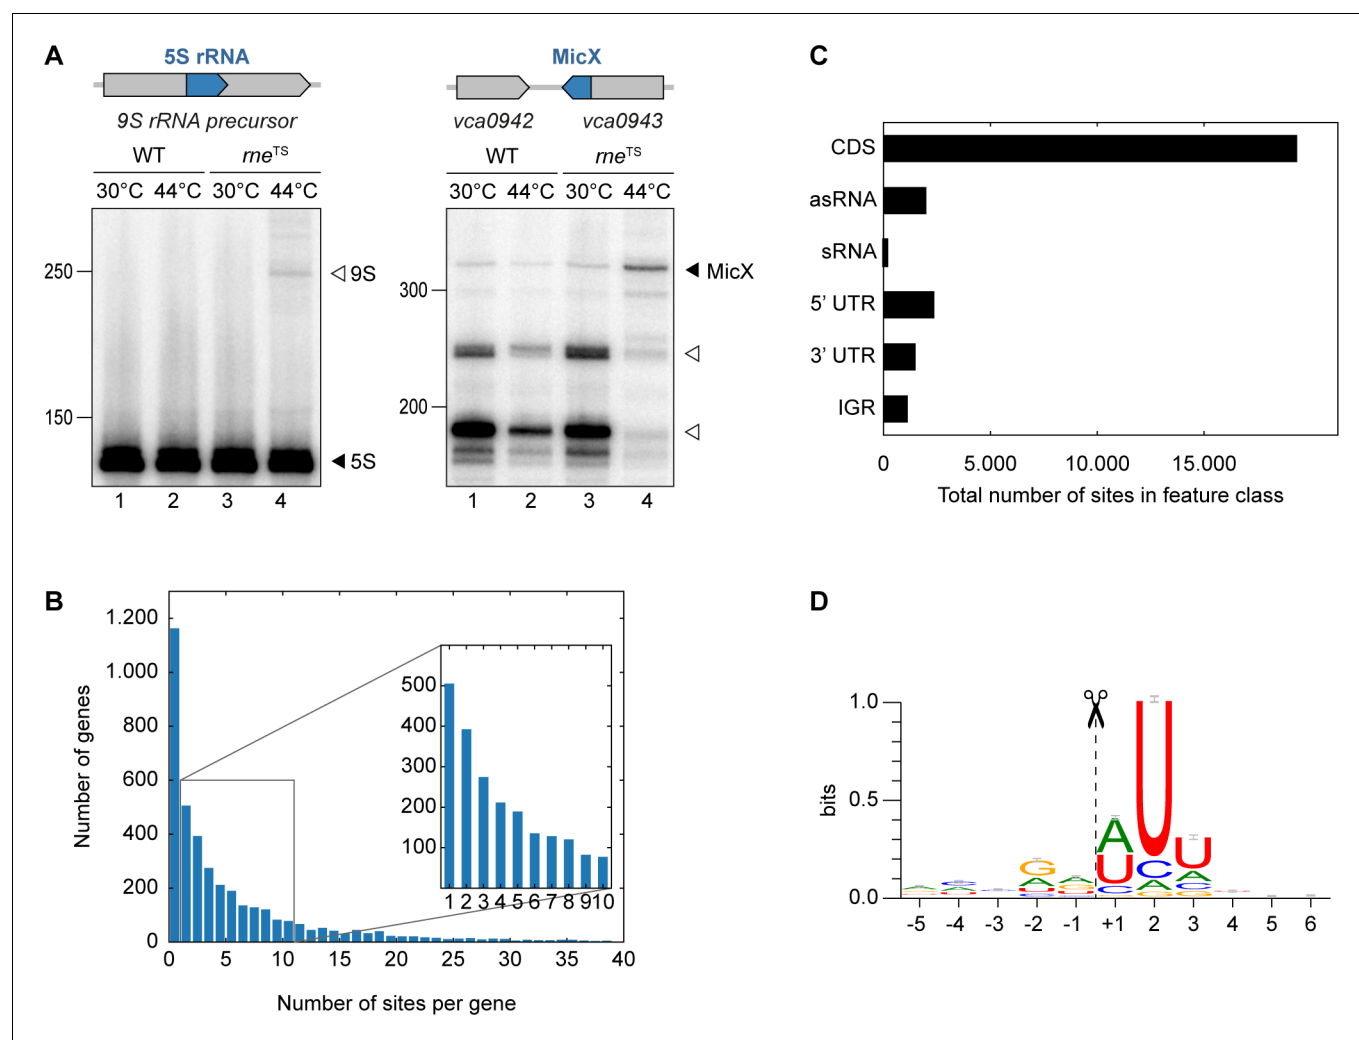 A
5S rRNA
9S rRNA precursor
WT
rneTS
30°C 44°C 30°C 44°C
250
150
9S
5S
1 2 3 4
MicX
vca0942 vca0943
WT
rneTS
30°C 44°C 30°C 44°C
300
200
MicX
1 2 3 4
C
CDS
asRNA
sRNA
5' UTR
3' UTR
IGR
0 5.000 10.000 15.000
Total number of sites in feature class
B
Number of genes
1.200
1.000
800
600
400
200
0
0 5 10 15 20 25 30 35 40
Number of sites per gene
500
400
300
200
100
1 2 3 4 5 6 7 8 9 10
D
bits
1.0
0.5
0.0
G
A
A
U
C
U
C
A
U
A
C
-5 -4 -3 -2 -1 +1 2 3 4 5 6